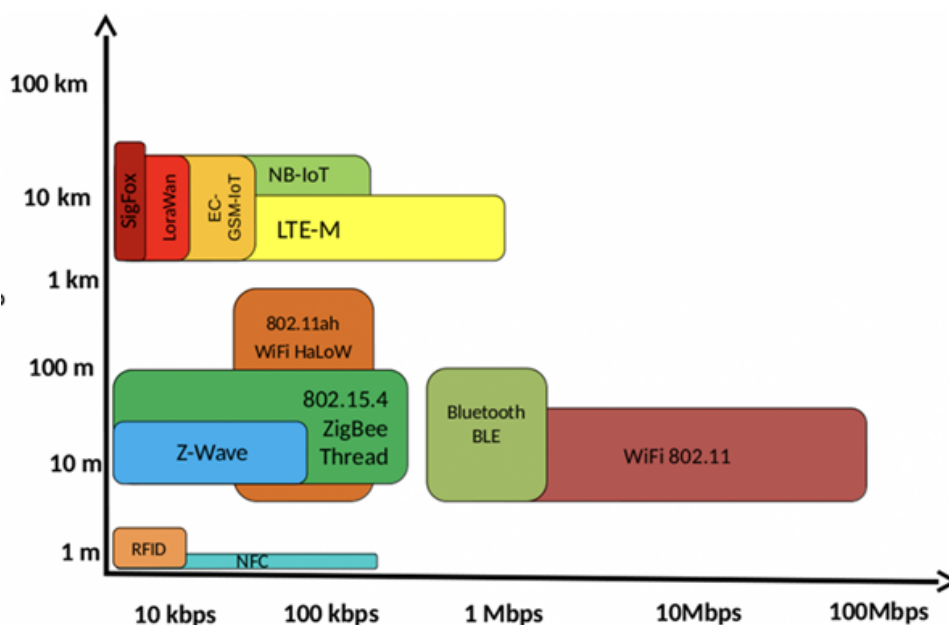 100 km
10 km
1 km
100 m
10 m
1 m
SigFox
LoraWan
EC-
GSM-IoT
NB-IoT
LTE-M
802.11ah
WiFi HaLoW
802.15.4
ZigBee
Thread
Z-Wave
Bluetooth
BLE
WiFi 802.11
RFID
NFC
10 kbps
100 kbps
1 Mbps
10Mbps
100Mbps